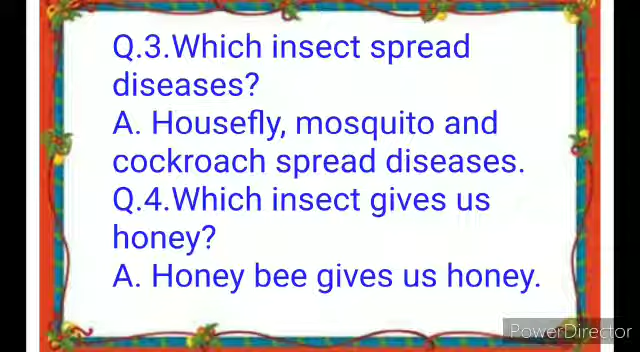 Q.3.Which insect spread
diseases?
A. Housefly, mosquito and
cockroach spread diseases.
Q.4.Which insect gives us
honey?
A. Honey bee gives us honey.
PowerDirector